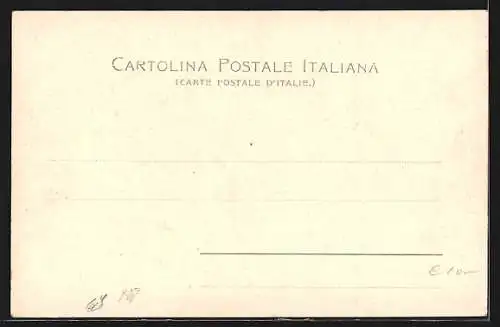 CARTOLINA POSTALE ITALIANA
(CARTE POSTALE D'ITALIE.)